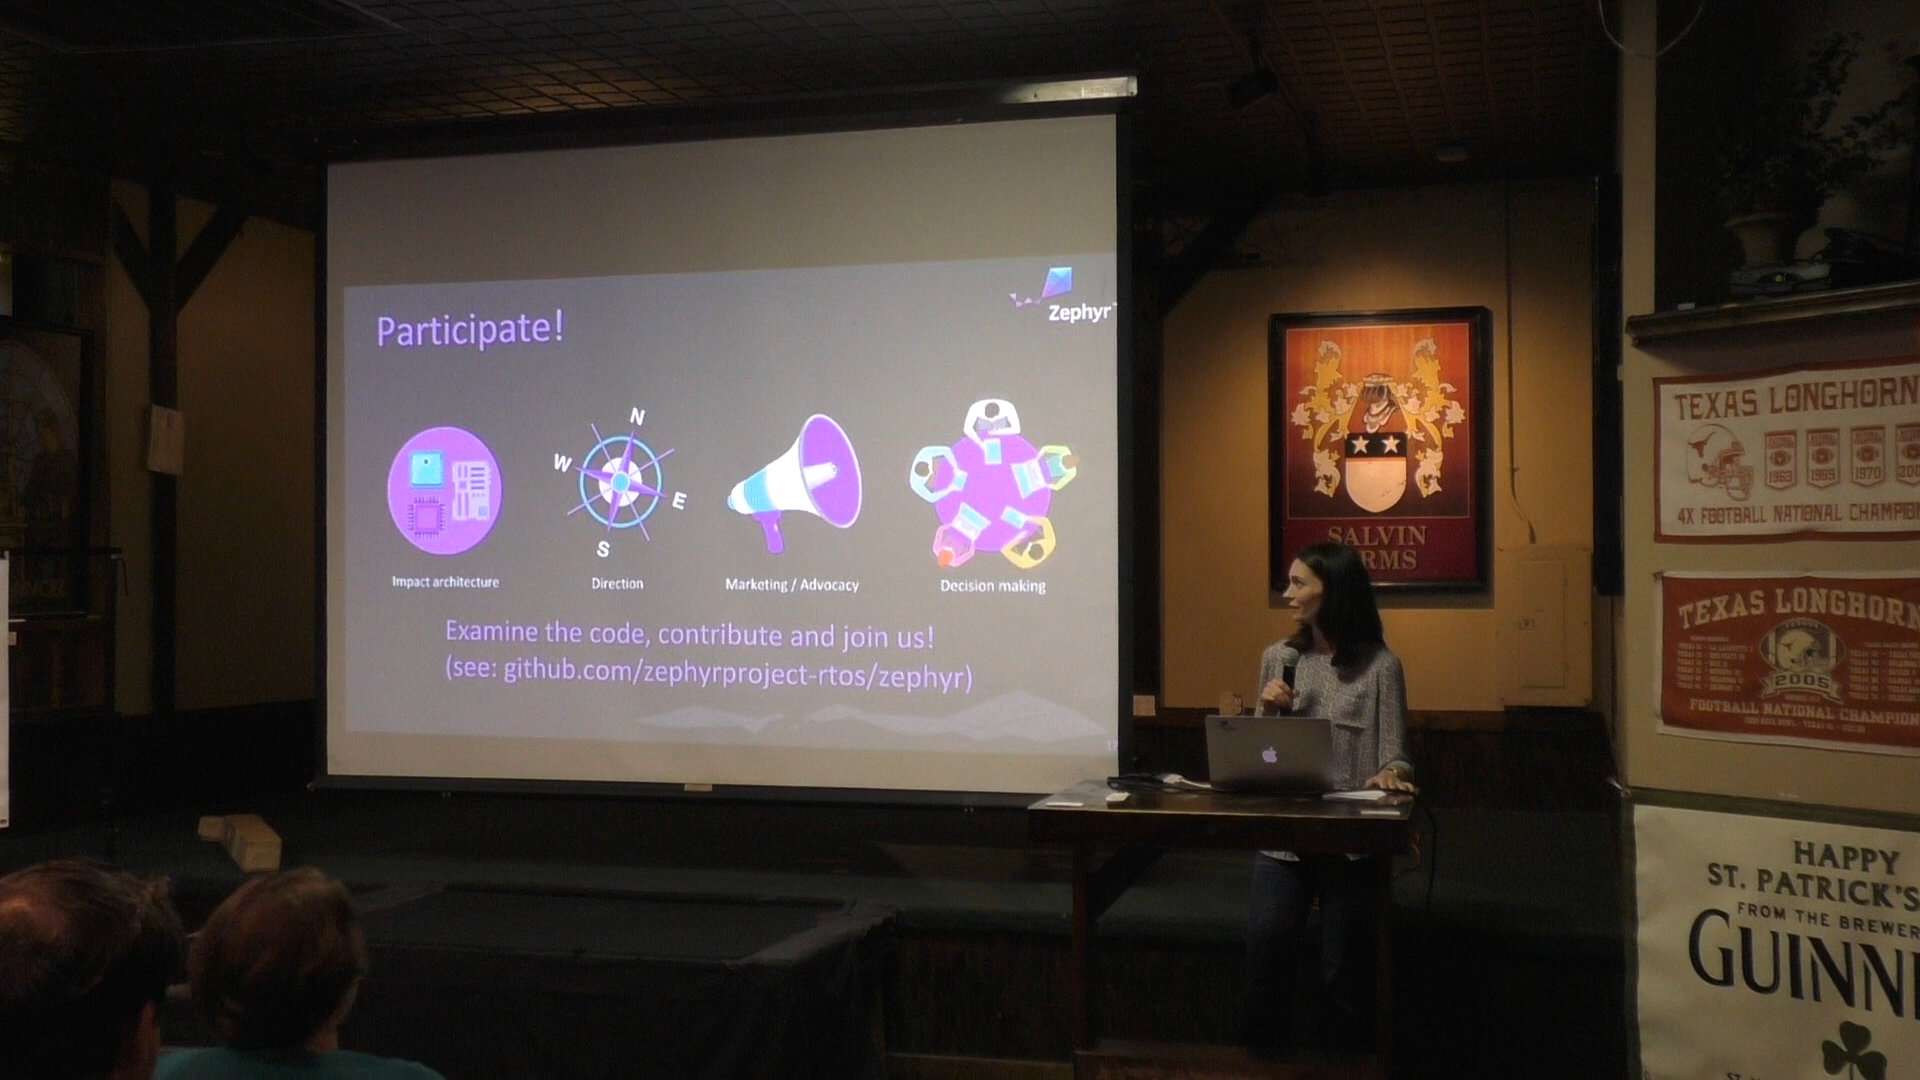 Zephyr
Participate!
N
W
E
S
Impact architecture
Direction
Marketing / Advocacy
Decision making
Examine the code, contribute and join us!
(see: github.com/zephyrproject-rtos/zephyr)
SALVIN
RMS
TEXAS LONGHORN
1963 1969 1970 200
4X FOOTBALL NATIONAL CHAMPION
TEXAS LONGHORN
2005
FOOTBALL NATIONAL CHAMPION
HAPPY
ST. PATRICK'S
FROM THE BREWER
GUINN